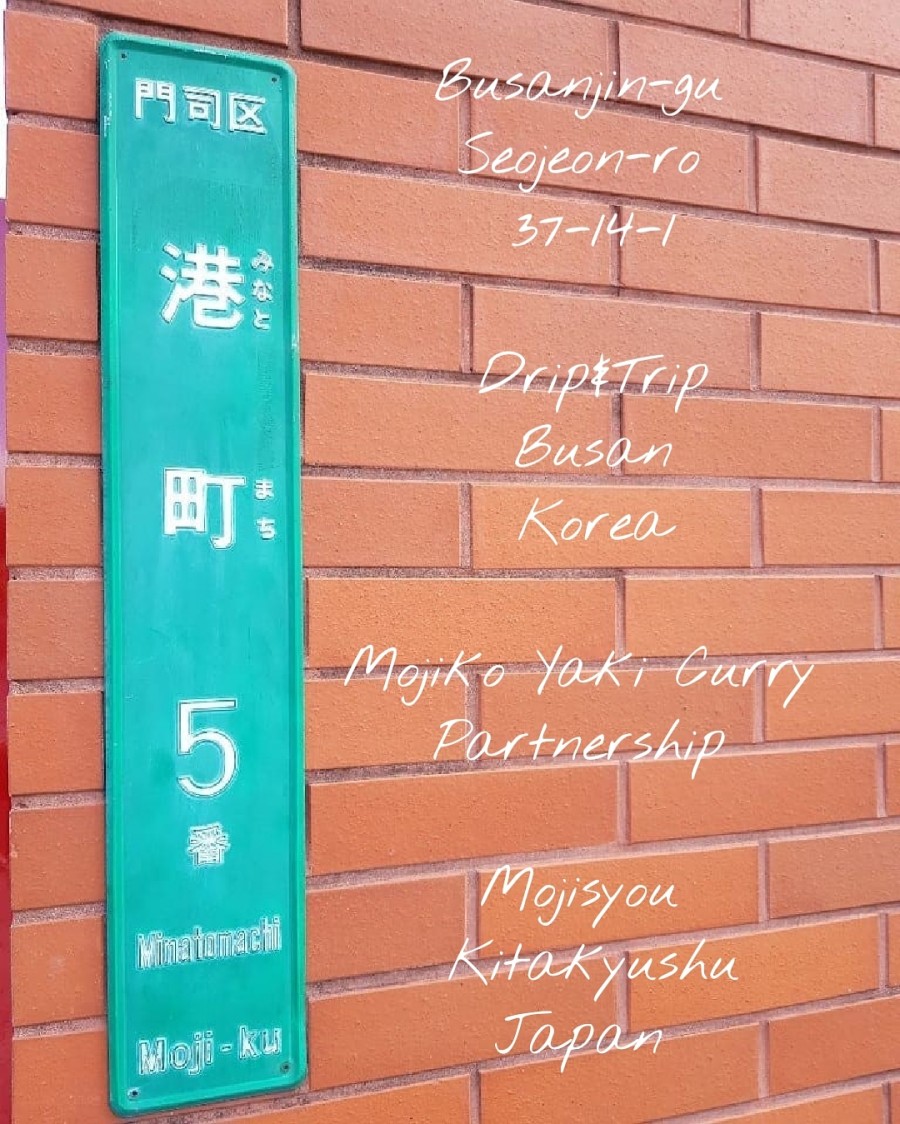 門司区
港町
みなと
まち
5
番
Minatomachi
Moji-ku
Busanjin-gu
Seojeon-ro
37-14-1
Drip&Trip
Busan
Korea
Mojiko Yaki Curry
Partnership
Mojisyou
Kitakyushu
Japan